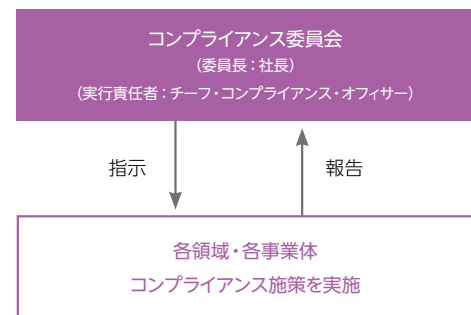 コンプライアンス委員会
(委員長：社長)
(実行責任者：チーフ・コンプライアンス・オフィサー)
指示
報告
各領域・各事業体
コンプライアンス施策を実施